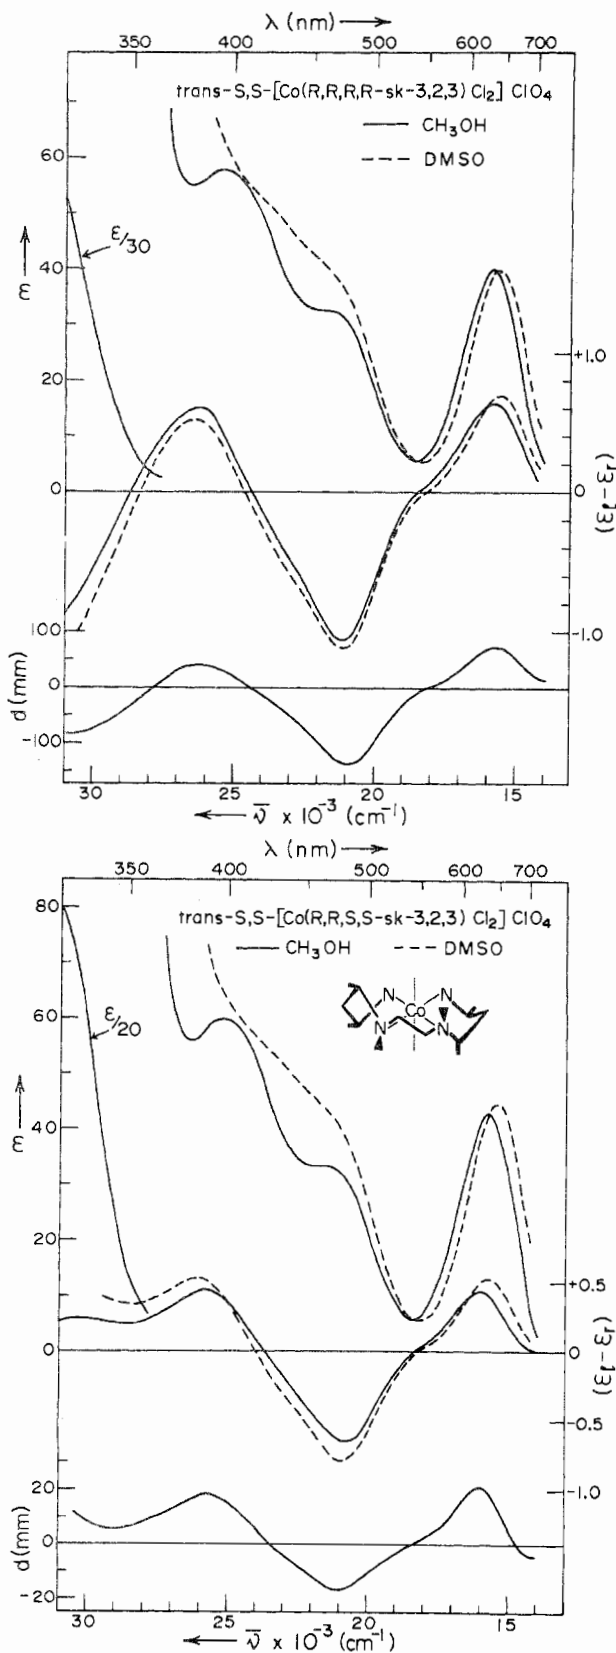 λ (nm) ⟶
350 400 500 600 700
trans-S,S-[Co(R,R,R,R-sk-3,2,3) Cl₂] ClO₄
—— CH₃OH
--- DMSO
60
ε/30
ε ⟶
40
+1.0
20
0
0
(εₗ-εᵣ)
100
-1.0
d (mm)
0
-100
30 25 20 15
⟵ ν̄ x 10⁻³ (cm⁻¹)
λ (nm) ⟶
350 400 500 600 700
80
trans-S,S-[Co(R,R,S,S-sk-3,2,3) Cl₂] ClO₄
—— CH₃OH --- DMSO
N Co N
N N
ε/20
60
ε ⟶
40
20
+0.5
0
0
(εₗ-εᵣ)
-0.5
-1.0
20
d (mm)
0
-20
30 25 20 15
⟵ ν̄ x 10⁻³ (cm⁻¹)